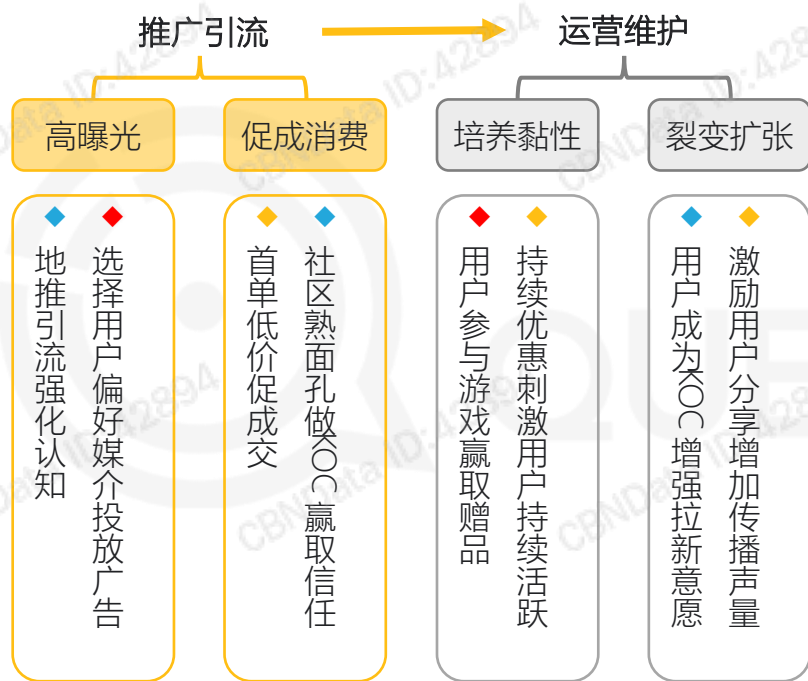 推广引流
运营维护
高曝光
促成消费
培养黏性
裂变扩张
选择用户偏好媒介投放广告
地推引流强化认知
社区熟面孔做KOC赢取信任
首单低价促成交
持续优惠刺激用户持续活跃
用户参与游戏赢取赠品
激励用户分享增加传播声量
用户成为KOC增强拉新意愿
CBNData ID:42894
QUE